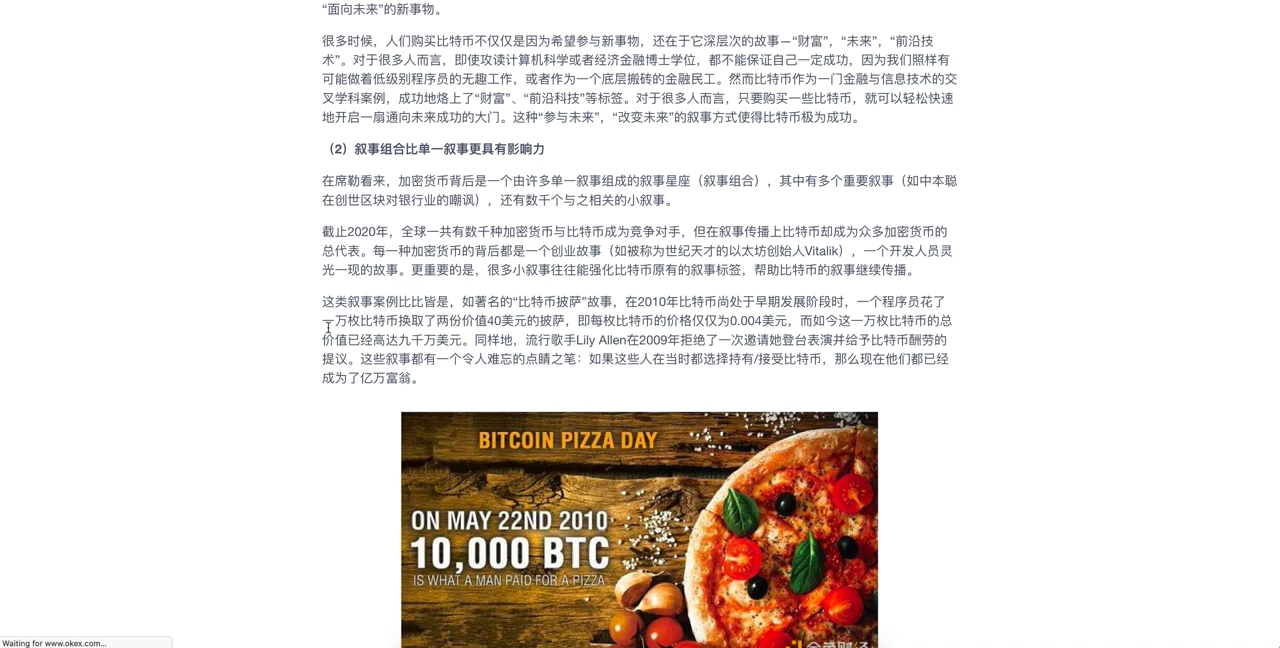 “面向未来”的新事物。
很多时候，人们购买比特币不仅仅是因为希望参与新事物，还在于它深层次的故事—“财富”，“未来”，“前沿技
术”。对于很多人而言，即使攻读计算机科学或者经济金融博士学位，都不能保证自己一定成功，因为我们照样有
可能做着低级别程序员的无趣工作，或者作为一个底层搬砖的金融民工。然而比特币作为一门金融与信息技术的交
叉学科案例，成功地烙上了“财富”、“前沿科技”等标签。对于很多人而言，只要购买一些比特币，就可以轻松快速
地开启一扇通向未来成功的大门。这种“参与未来”，“改变未来”的叙事方式使得比特币极为成功。
（2）叙事组合比单一叙事更具有影响力
在席勒看来，加密货币背后是一个由许多单一叙事组成的叙事星座（叙事组合），其中有多个重要叙事（如中本聪
在创世区块对银行业的嘲讽），还有数千个与之相关的小叙事。
截止2020年，全球一共有数千种加密货币与比特币成为竞争对手，但在叙事传播上比特币却成为众多加密货币的
总代表。每一种加密货币的背后都是一个创业故事（如被称为世纪天才的以太坊创始人Vitalik），一个开发人员灵
光一现的故事。更重要的是，很多小叙事往往能强化比特币原有的叙事标签，帮助比特币的叙事继续传播。
这类叙事案例比比皆是，如著名的“比特币披萨”故事，在2010年比特币尚处于早期发展阶段时，一个程序员花了
一万枚比特币换取了两份价值40美元的披萨，即每枚比特币的价格仅仅为0.004美元，而如今这一万枚比特币的总
价值已经高达九千万美元。同样地，流行歌手Lily Allen在2009年拒绝了一次邀请她登台表演并给予比特币酬劳的
提议。这些叙事都有一个令人难忘的点睛之笔：如果这些人在当时都选择持有/接受比特币，那么现在他们都已经
成为了亿万富翁。
BITCOIN PIZZA DAY
ON MAY 22ND 2010
10,000 BTC
IS WHAT A MAN PAID FOR A PIZZA
Waiting for www.okex.com...